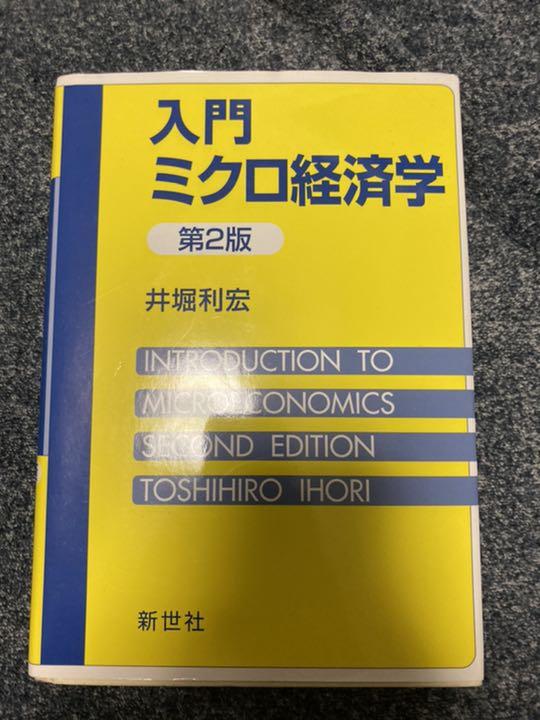 入門
ミクロ経済学
第2版
井堀利宏
INTRODUCTION TO
MICROECONOMICS
SECOND EDITION
TOSHIHIRO IHORI
新世社